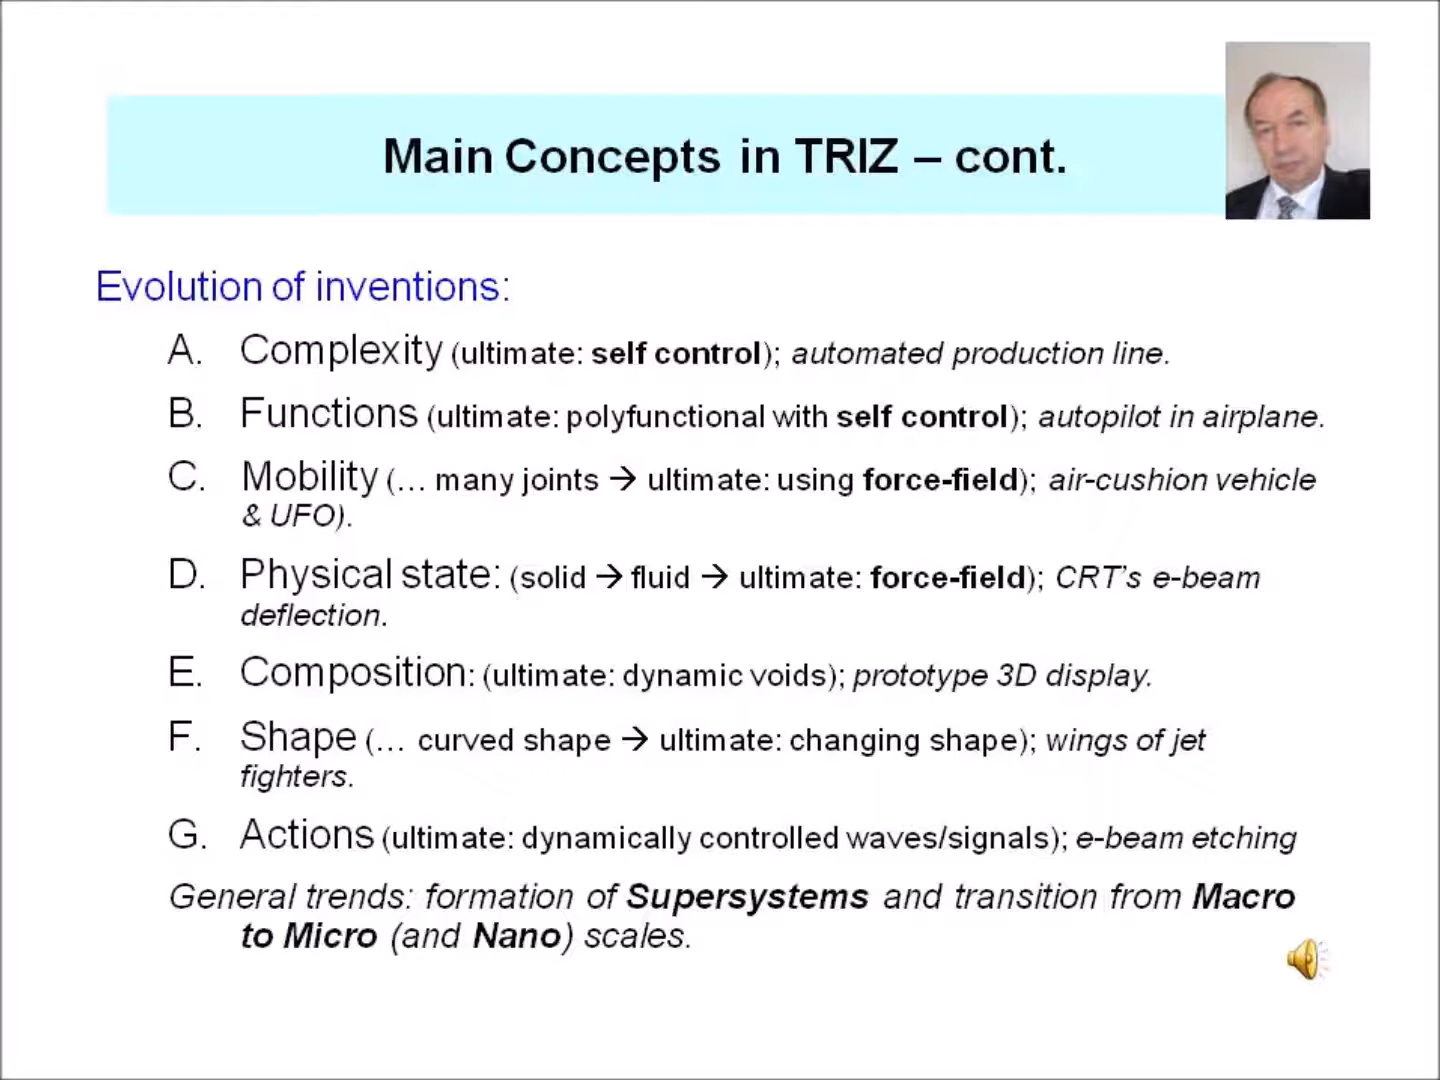 Main Concepts in TRIZ – cont.
Evolution of inventions:
A. Complexity (ultimate: self control); automated production line.
B. Functions (ultimate: polyfunctional with self control); autopilot in airplane.
C. Mobility (… many joints → ultimate: using force-field); air-cushion vehicle
& UFO).
D. Physical state: (solid → fluid → ultimate: force-field); CRT’s e-beam
deflection.
E. Composition: (ultimate: dynamic voids); prototype 3D display.
F. Shape (… curved shape → ultimate: changing shape); wings of jet
fighters.
G. Actions (ultimate: dynamically controlled waves/signals); e-beam etching
General trends: formation of Supersystems and transition from Macro
to Micro (and Nano) scales.